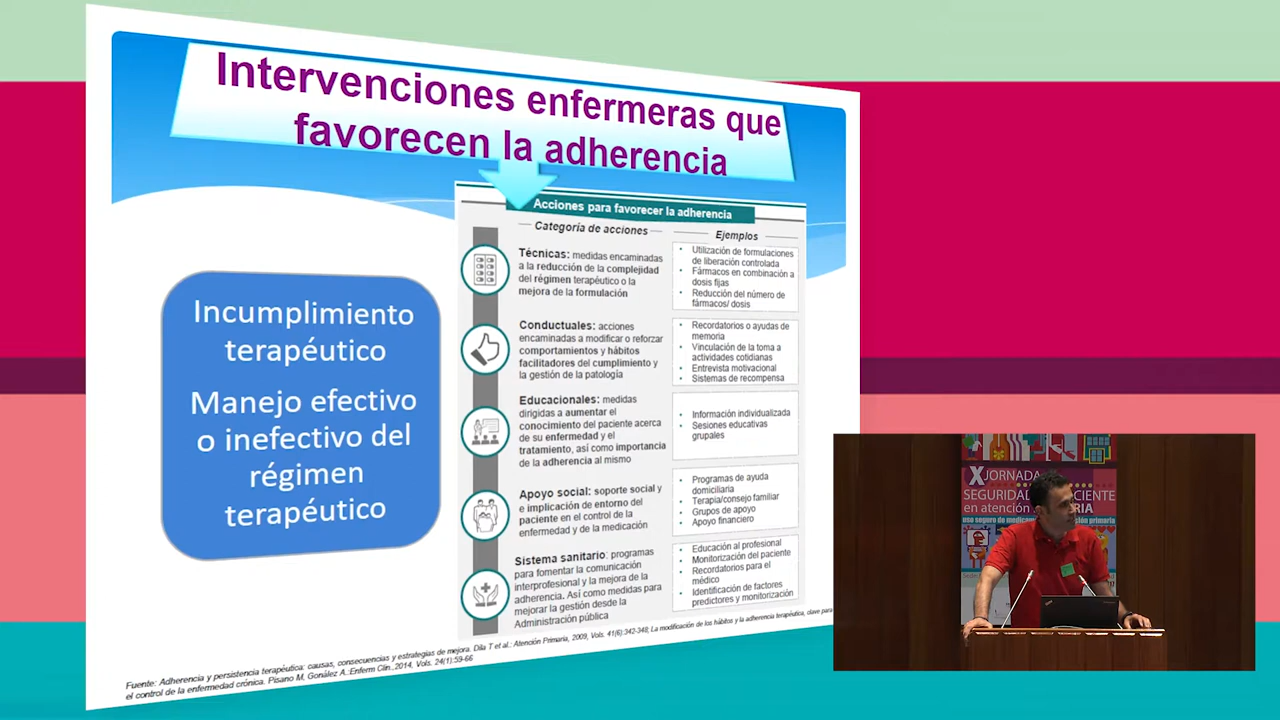 Intervenciones enfermeras que
favorecen la adherencia
Incumplimiento
terapéutico
Manejo efectivo
o inefectivo del
régimen
terapéutico
Acciones para favorecer la adherencia
Categoría de acciones
Ejemplos
Técnicas: medidas encaminadas
a la reducción de la complejidad
del régimen terapéutico o la
mejora de la formulación
• Utilización de formulaciones
de liberación controlada
• Fármacos en combinación a
dosis fijas
• Reducción del número de
fármacos/ dosis
Conductuales: acciones
encaminadas a modificar o reforzar
comportamientos y hábitos
facilitadores del cumplimiento y
la gestión de la patología
• Recordatorios o ayudas de
memoria
• Vinculación de la toma a
actividades cotidianas
• Entrevista motivacional
• Sistemas de recompensa
Educacionales: medidas
dirigidas a aumentar el
conocimiento del paciente acerca
de su enfermedad y el
tratamiento, así como importancia
de la adherencia al mismo
• Información individualizada
• Sesiones educativas
grupales
Apoyo social: soporte social y
e implicación de entorno del
paciente en el control de la
enfermedad y de la medicación
• Programas de ayuda
domiciliaria
• Terapia/consejo familiar
• Grupos de apoyo
• Apoyo financiero
Sistema sanitario: programas
para fomentar la comunicación
interprofesional y la mejora de la
adherencia. Así como medidas para
mejorar la gestión desde la
Administración pública
• Educación al profesional
• Monitorización del paciente
• Recordatorios para el
médico
• Identificación de factores
predictores y monitorización
Fuente: Adherencia y persistencia terapéutica: causas, consecuencias y estrategias de mejora. Dila T et al.: Atención Primaria, 2009, Vols. 41(6):342-348; La modificación de los hábitos y la adherencia terapéutica, clave para
el control de la enfermedad crónica. Pisano M, Gonález A.:Enferm Clin.,2014, Vols. 24(1):59-66
X JORNADA
SEGURIDAD
CIENTE
en atención
RIA